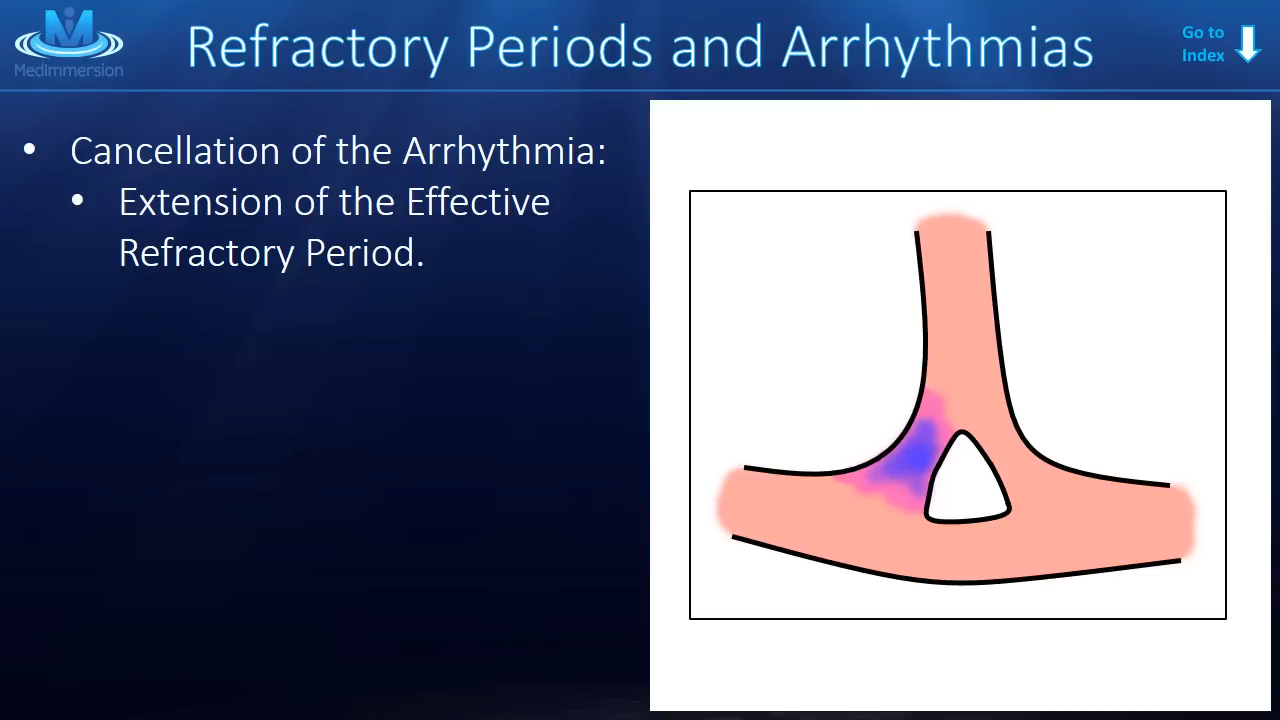 Refractory Periods and Arrhythmias
Go to
Index
MedImmersion
• Cancellation of the Arrhythmia:
• Extension of the Effective
Refractory Period.